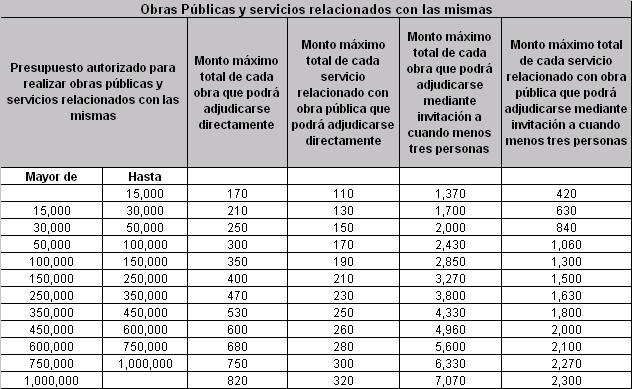 Obras Públicas y servicios relacionados con las mismas
Presupuesto autorizado para
realizar obras públicas y
servicios relacionados con las
mismas
Monto máximo
total de cada
obra que podrá
adjudicarse
directamente
Monto máximo
total de cada
servicio
relacionado con
obra pública que
podrá adjudicarse
directamente
Monto máximo
total de cada
obra que podrá
adjudicarse
mediante
invitación a
cuando menos
tres personas
Monto máximo total
de cada servicio
relacionado con obra
pública que podrá
adjudicarse mediante
invitación a cuando
menos tres personas
Mayor de Hasta
15,000 170 110 1,370 420
15,000 30,000 210 130 1,700 630
30,000 50,000 250 150 2,000 840
50,000 100,000 300 170 2,430 1,060
100,000 150,000 350 190 2,850 1,300
150,000 250,000 400 210 3,270 1,500
250,000 350,000 470 230 3,800 1,630
350,000 450,000 530 250 4,330 1,800
450,000 600,000 600 260 4,960 2,000
600,000 750,000 680 280 5,600 2,100
750,000 1,000,000 750 300 6,330 2,270
1,000,000 820 320 7,070 2,300